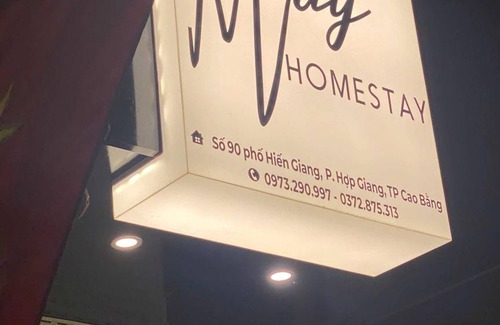 HOMESTAY
Số 90 phố Hiến Giang, P. Hợp Giang, TP Cao Bằng
0973.290.997 - 0372.875.313